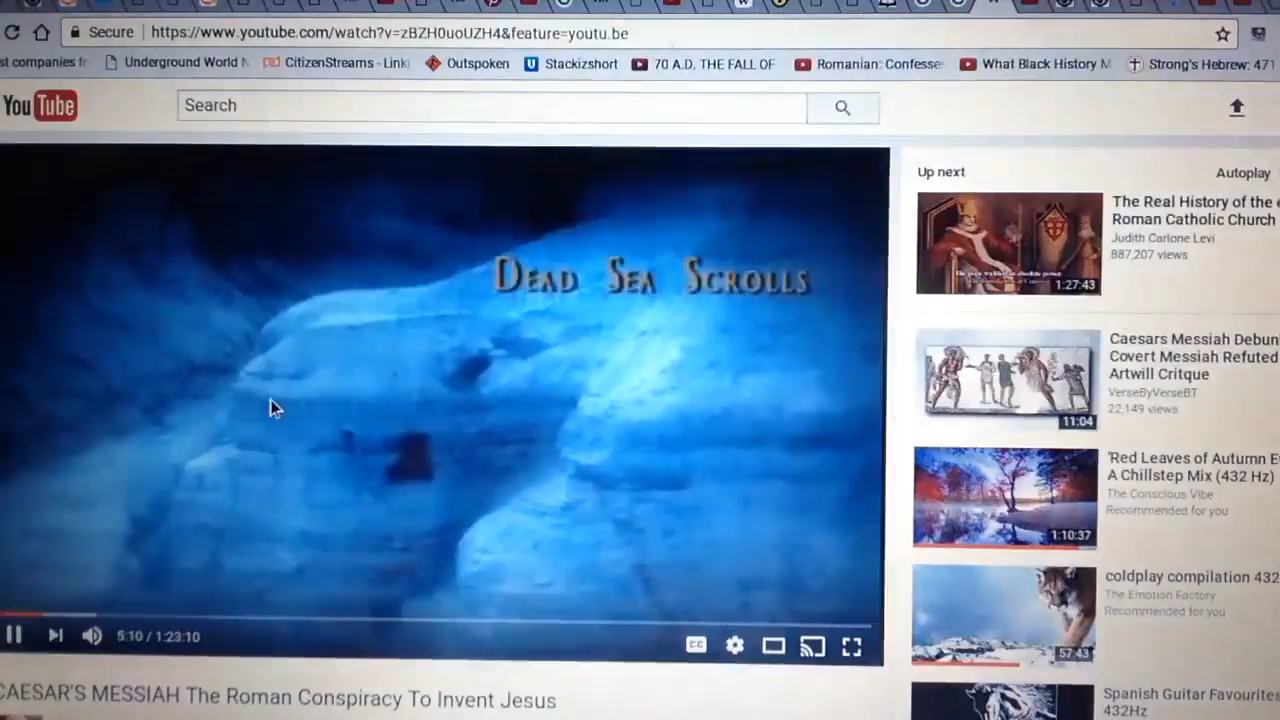 Secure
https://www.youtube.com/watch?v=zBZH0uoUZH4&feature=youtu.be
st companies
Underground World
CitizenStreams - Link
Outspoken
Stackizshort
70 A.D. THE FALL OF
Romanian: Confesse
What Black History M
Strong's Hebrew: 471
YouTube
Search
DEAD SEA SCROLLS
5:10 / 1:23:10
CC
CAESAR'S MESSIAH The Roman Conspiracy To Invent Jesus
Up next
Autoplay
The Real History of the
Roman Catholic Church
Judith Carlone Levi
887,207 views
1:27:43
Caesars Messiah Debun
Covert Messiah Refuted
Artwill Critque
VerseByVerseBT
22,149 views
11:04
'Red Leaves of Autumn E
A Chillstep Mix (432 Hz)
The Conscious Vibe
Recommended for you
1:10:37
coldplay compilation 432
The Emotion Factory
Recommended for you
57:43
Spanish Guitar Favourites
432Hz